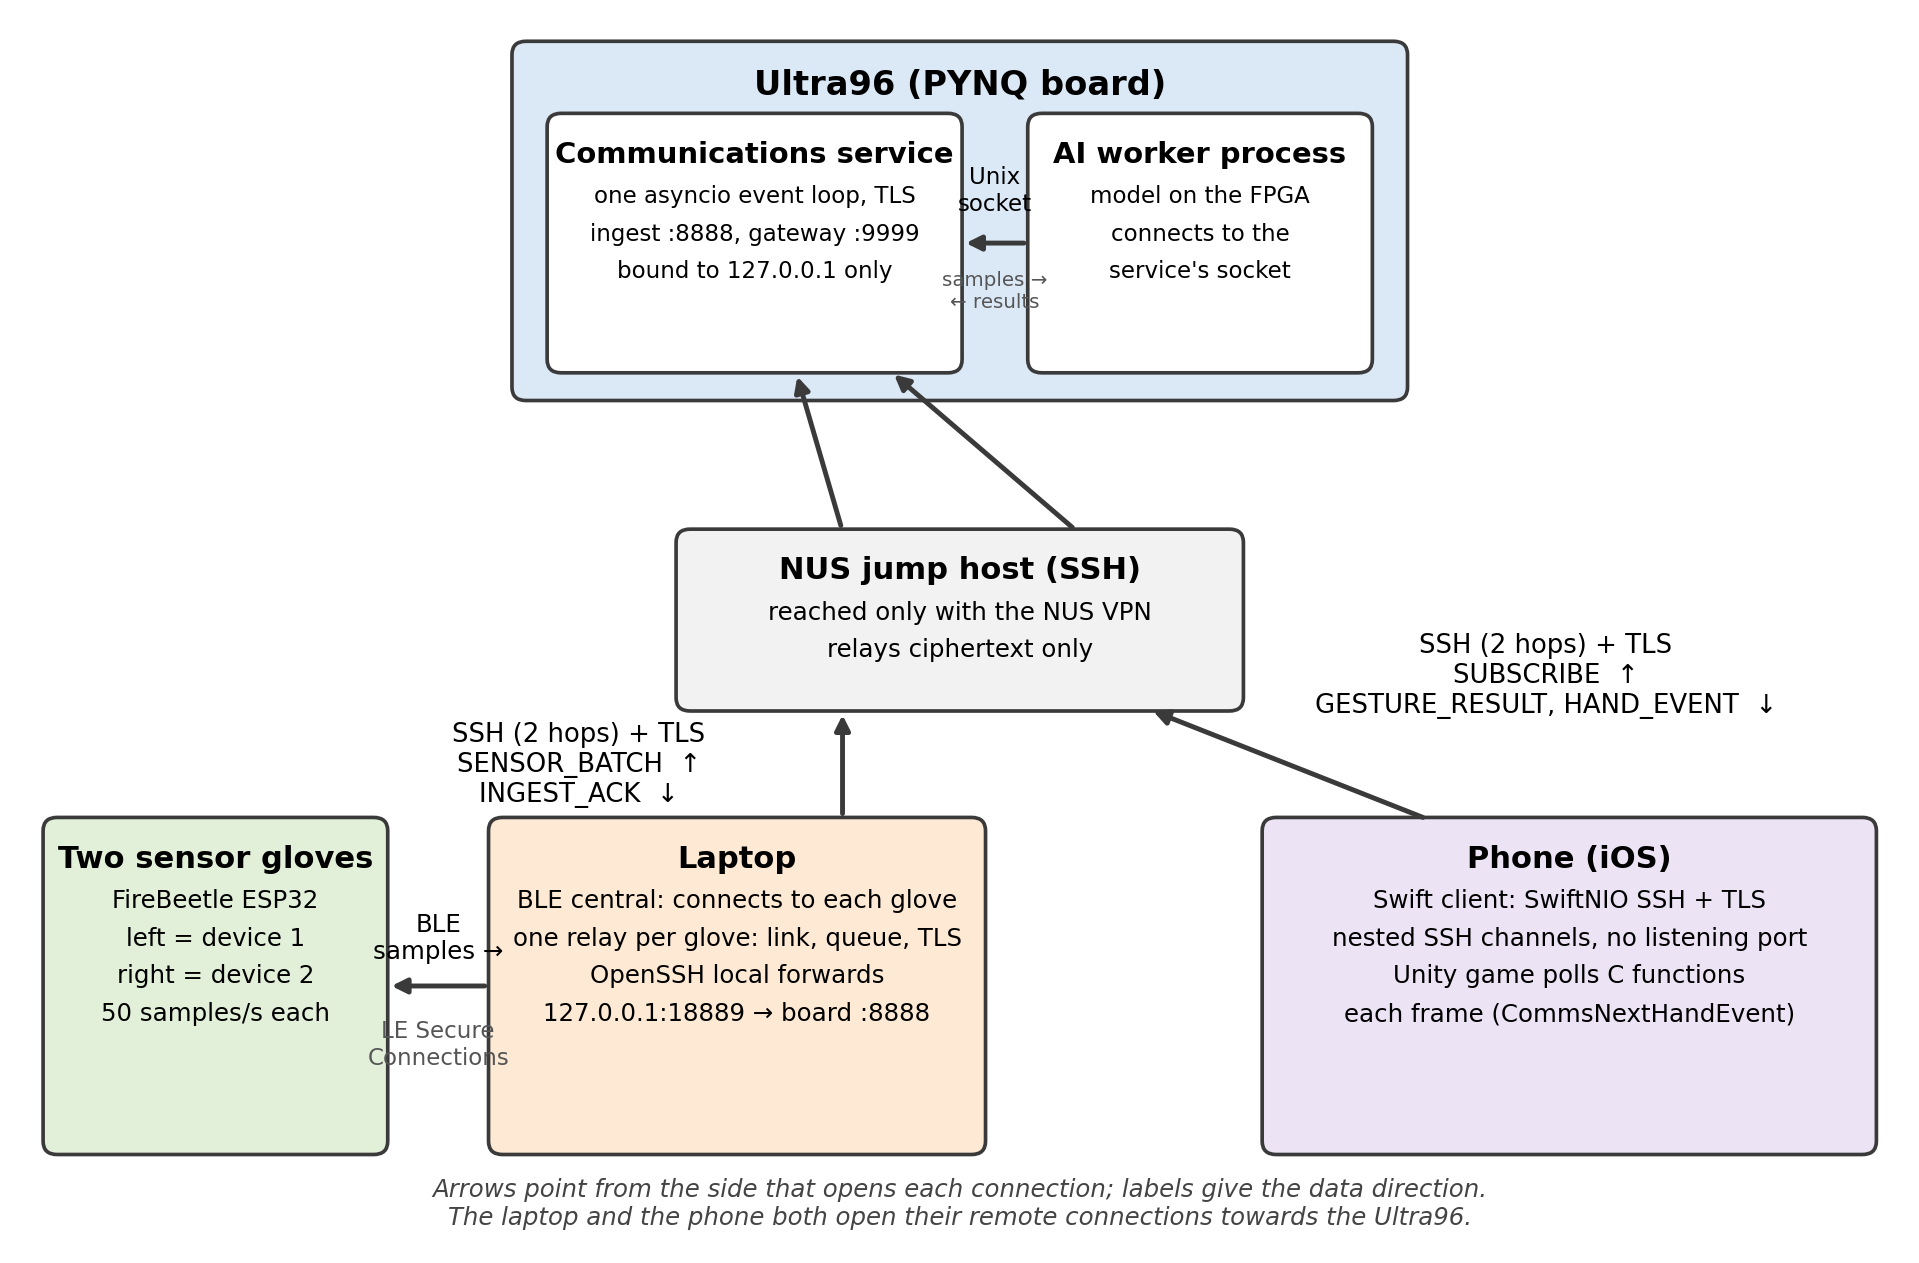 Ultra96 (PYNQ board)
Communications service
one asyncio event loop, TLS
ingest :8888, gateway :9999
bound to 127.0.0.1 only
Unix
socket
samples →
← results
AI worker process
model on the FPGA
connects to the
service's socket
NUS jump host (SSH)
reached only with the NUS VPN
relays ciphertext only
SSH (2 hops) + TLS
SUBSCRIBE ↑
GESTURE_RESULT, HAND_EVENT ↓
SSH (2 hops) + TLS
SENSOR_BATCH ↑
INGEST_ACK ↓
Two sensor gloves
FireBeetle ESP32
left = device 1
right = device 2
50 samples/s each
BLE
samples →
LE Secure
Connections
Laptop
BLE central: connects to each glove
one relay per glove: link, queue, TLS
OpenSSH local forwards
127.0.0.1:18889 → board :8888
Phone (iOS)
Swift client: SwiftNIO SSH + TLS
nested SSH channels, no listening port
Unity game polls C functions
each frame (CommsNextHandEvent)
Arrows point from the side that opens each connection; labels give the data direction.
The laptop and the phone both open their remote connections towards the Ultra96.